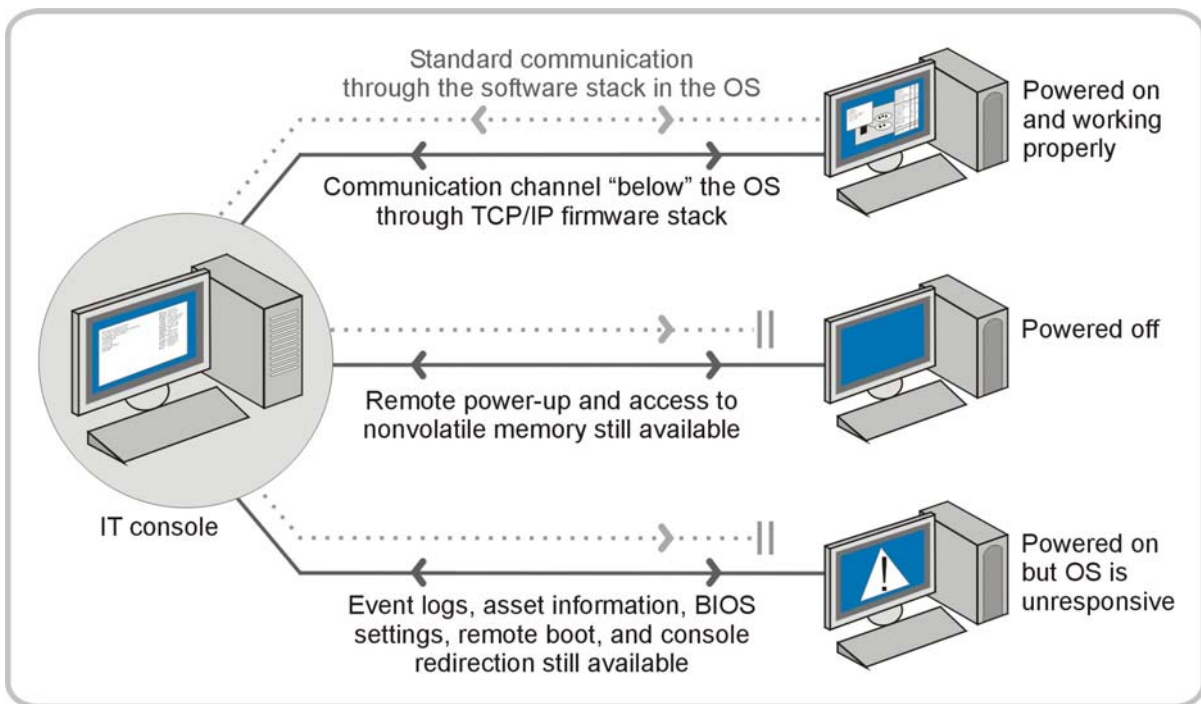 Standard communication
through the software stack in the OS
Powered on
and working
properly
Communication channel “below” the OS
through TCP/IP firmware stack
Powered off
Remote power-up and access to
nonvolatile memory still available
IT console
Powered on
but OS is
unresponsive
Event logs, asset information, BIOS
settings, remote boot, and console
redirection still available